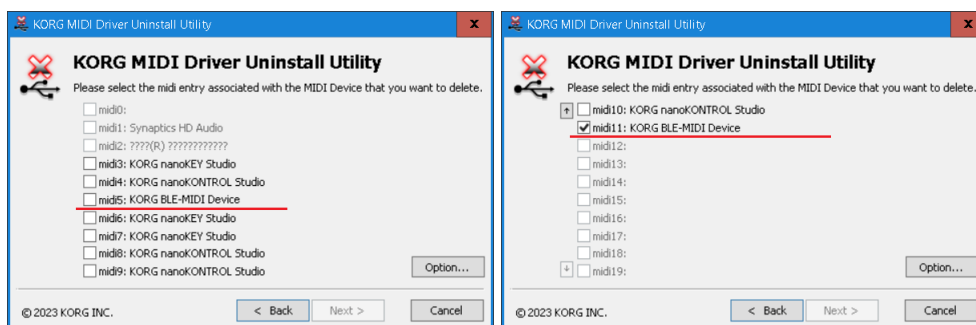 KORG MIDI Driver Uninstall Utility
KORG MIDI Driver Uninstall Utility
Please select the midi entry associated with the MIDI Device that you want to delete.
midi0:
midi1: Synaptics HD Audio
midi2: ????(R) ????????????
midi3: KORG nanoKEY Studio
midi4: KORG nanoKONTROL Studio
midi5: KORG BLE-MIDI Device
midi6: KORG nanoKEY Studio
midi7: KORG nanoKEY Studio
midi8: KORG nanoKONTROL Studio
midi9: KORG nanoKONTROL Studio
Option...
© 2023 KORG INC.
< Back
Next >
Cancel
KORG MIDI Driver Uninstall Utility
KORG MIDI Driver Uninstall Utility
Please select the midi entry associated with the MIDI Device that you want to delete.
midi10: KORG nanoKONTROL Studio
midi11: KORG BLE-MIDI Device
midi12:
midi13:
midi14:
midi15:
midi16:
midi17:
midi18:
midi19:
Option...
© 2023 KORG INC.
< Back
Next >
Cancel